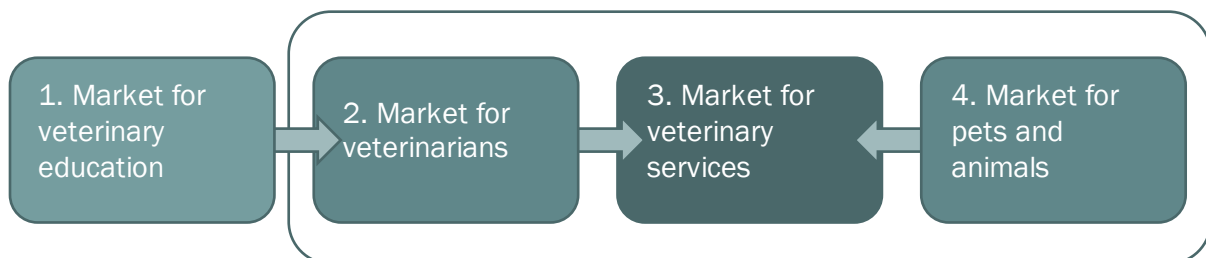 1. Market for
veterinary
education
2. Market for
veterinarians
3. Market for
veterinary
services
4. Market for
pets and
animals